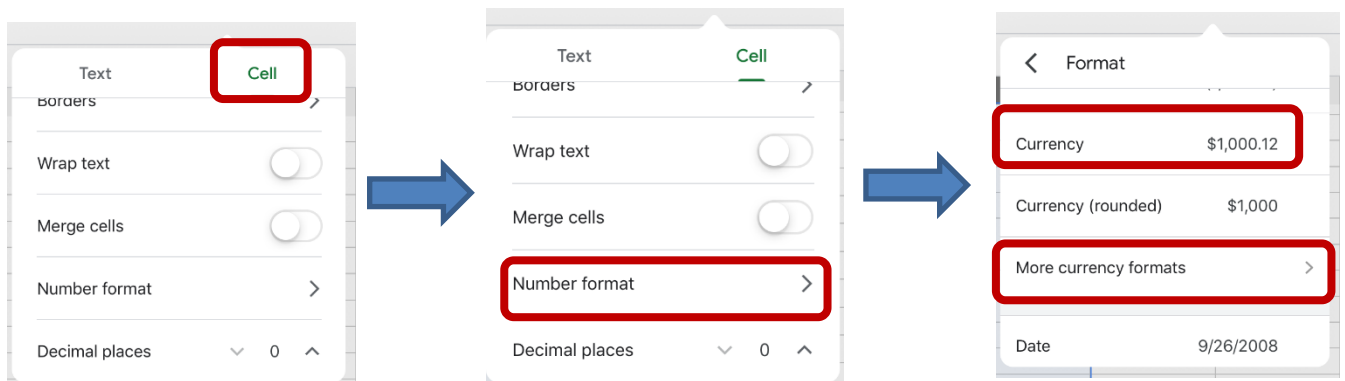 Text Cell
Borders
Wrap text
Merge cells
Number format
Decimal places 0
Text Cell
Borders
Wrap text
Merge cells
Number format
Decimal places 0
Format
Currency $1,000.12
Currency (rounded) $1,000
More currency formats
Date 9/26/2008